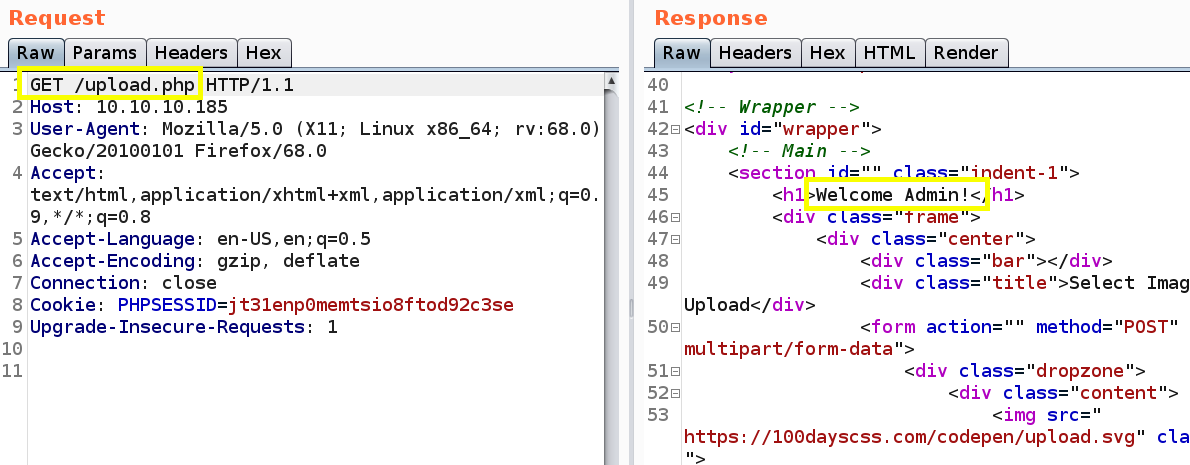 Request
Raw Params Headers Hex
1 GET /upload.php HTTP/1.1
2 Host: 10.10.10.185
3 User-Agent: Mozilla/5.0 (X11; Linux x86_64; rv:68.0)
Gecko/20100101 Firefox/68.0
4 Accept:
text/html,application/xhtml+xml,application/xml;q=0.
9,*/*;q=0.8
5 Accept-Language: en-US,en;q=0.5
6 Accept-Encoding: gzip, deflate
7 Connection: close
8 Cookie: PHPSESSID=jt31enp0memtsio8ftod92c3se
9 Upgrade-Insecure-Requests: 1
10
11
Response
Raw Headers Hex HTML Render
40
41 <!-- Wrapper -->
42 <div id="wrapper">
43 <!-- Main -->
44 <section id="" class="indent-1">
45 <h1>Welcome Admin!</h1>
46 <div class="frame">
47 <div class="center">
48 <div class="bar"></div>
49 <div class="title">Select Imag
Upload</div>
50 <form action="" method="POST"
multipart/form-data">
51 <div class="dropzone">
52 <div class="content">
53 <img src="
https://100dayscss.com/codepen/upload.svg" cla
">